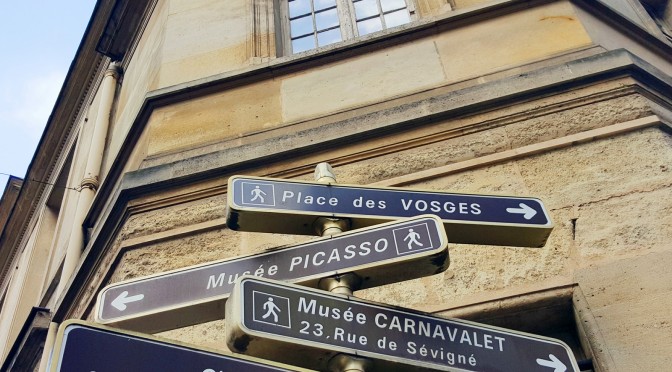 Place des VOSGES
Musée PICASSO
Musée CARNAVALET
23, Rue de Sévigné